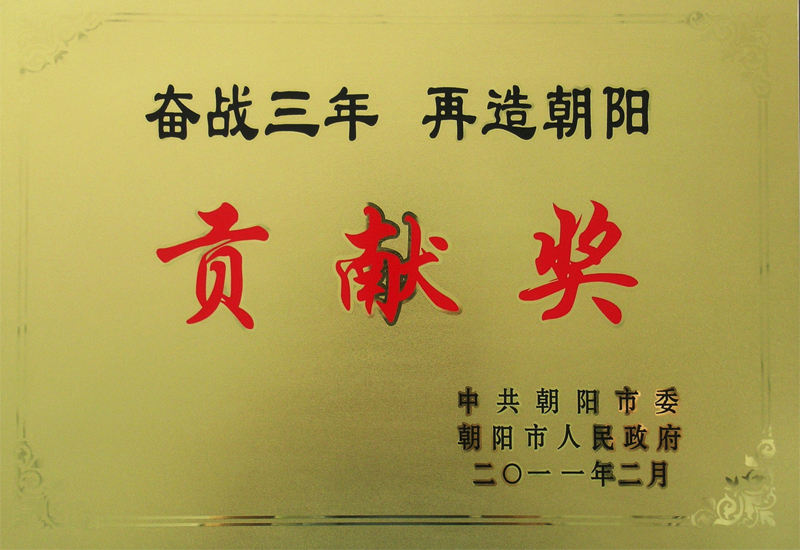 奋战三年 再造朝阳
贡献奖
中共朝阳市委
朝阳市人民政府
二〇一一年二月